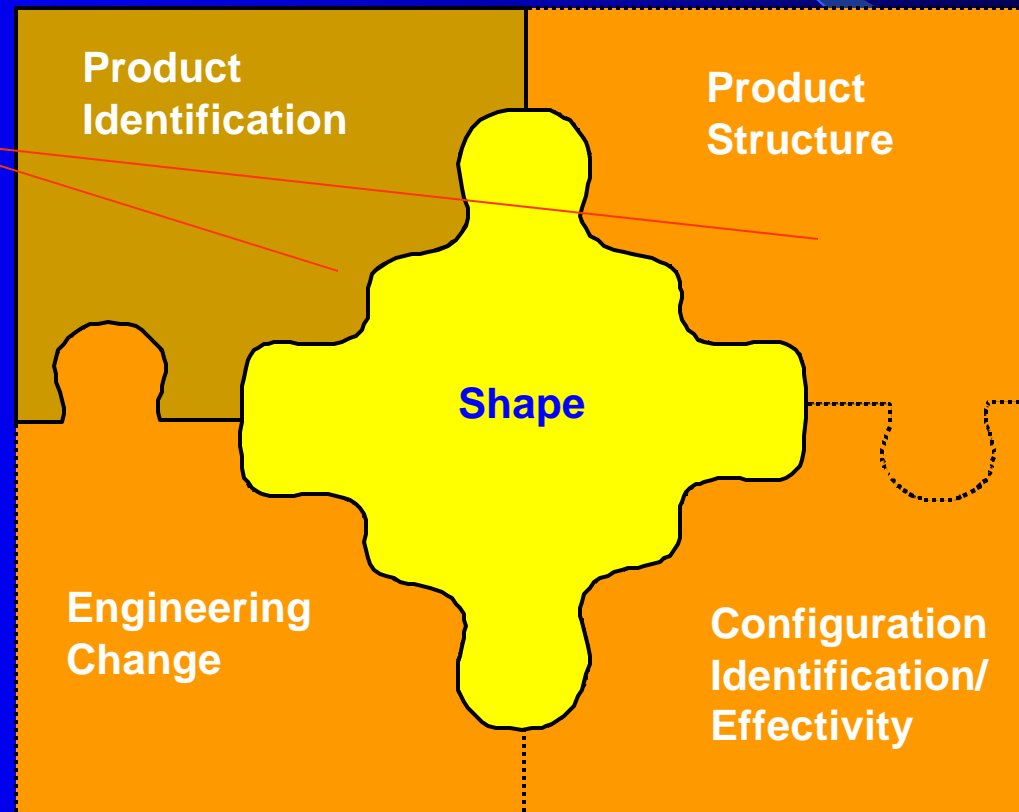 Product
Identification
Product
Structure
Shape
Engineering
Change
Configuration
Identification/
Effectivity